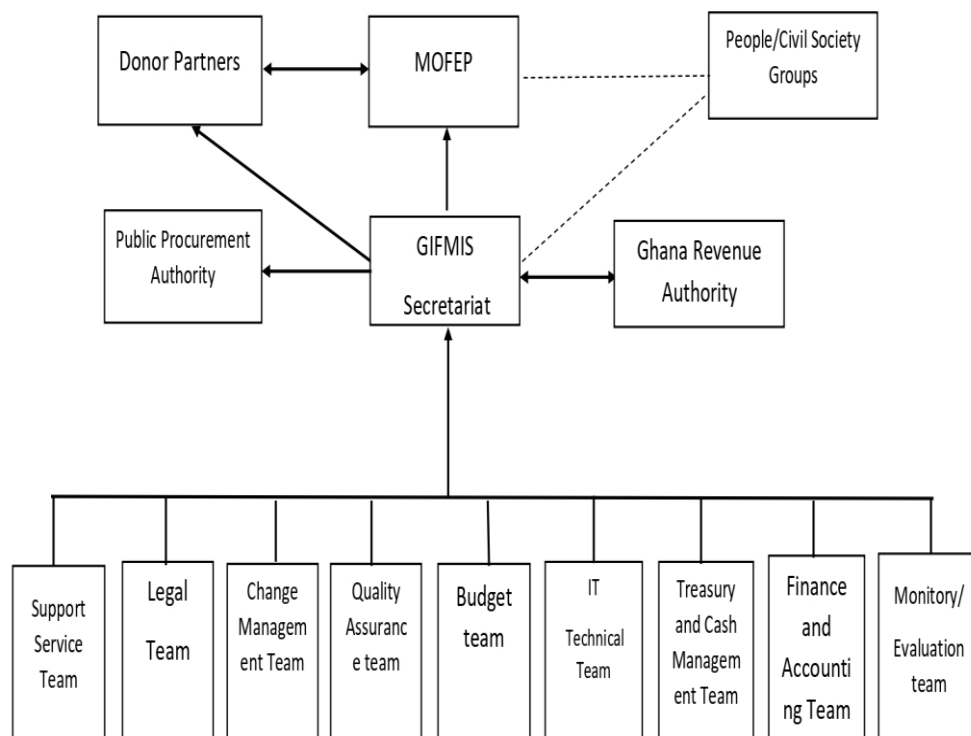 Donor Partners
MOFEP
People/Civil Society
Groups
Public Procurement
Authority
GIFMIS
Secretariat
Ghana Revenue
Authority
Support
Service
Team
Legal
Team
Change
Managem
ent Team
Quality
Assuranc
e team
Budget
team
IT
Technical
Team
Treasury
and Cash
Managem
ent Team
Finance
and
Accounti
ng Team
Monitory/
Evaluation
team